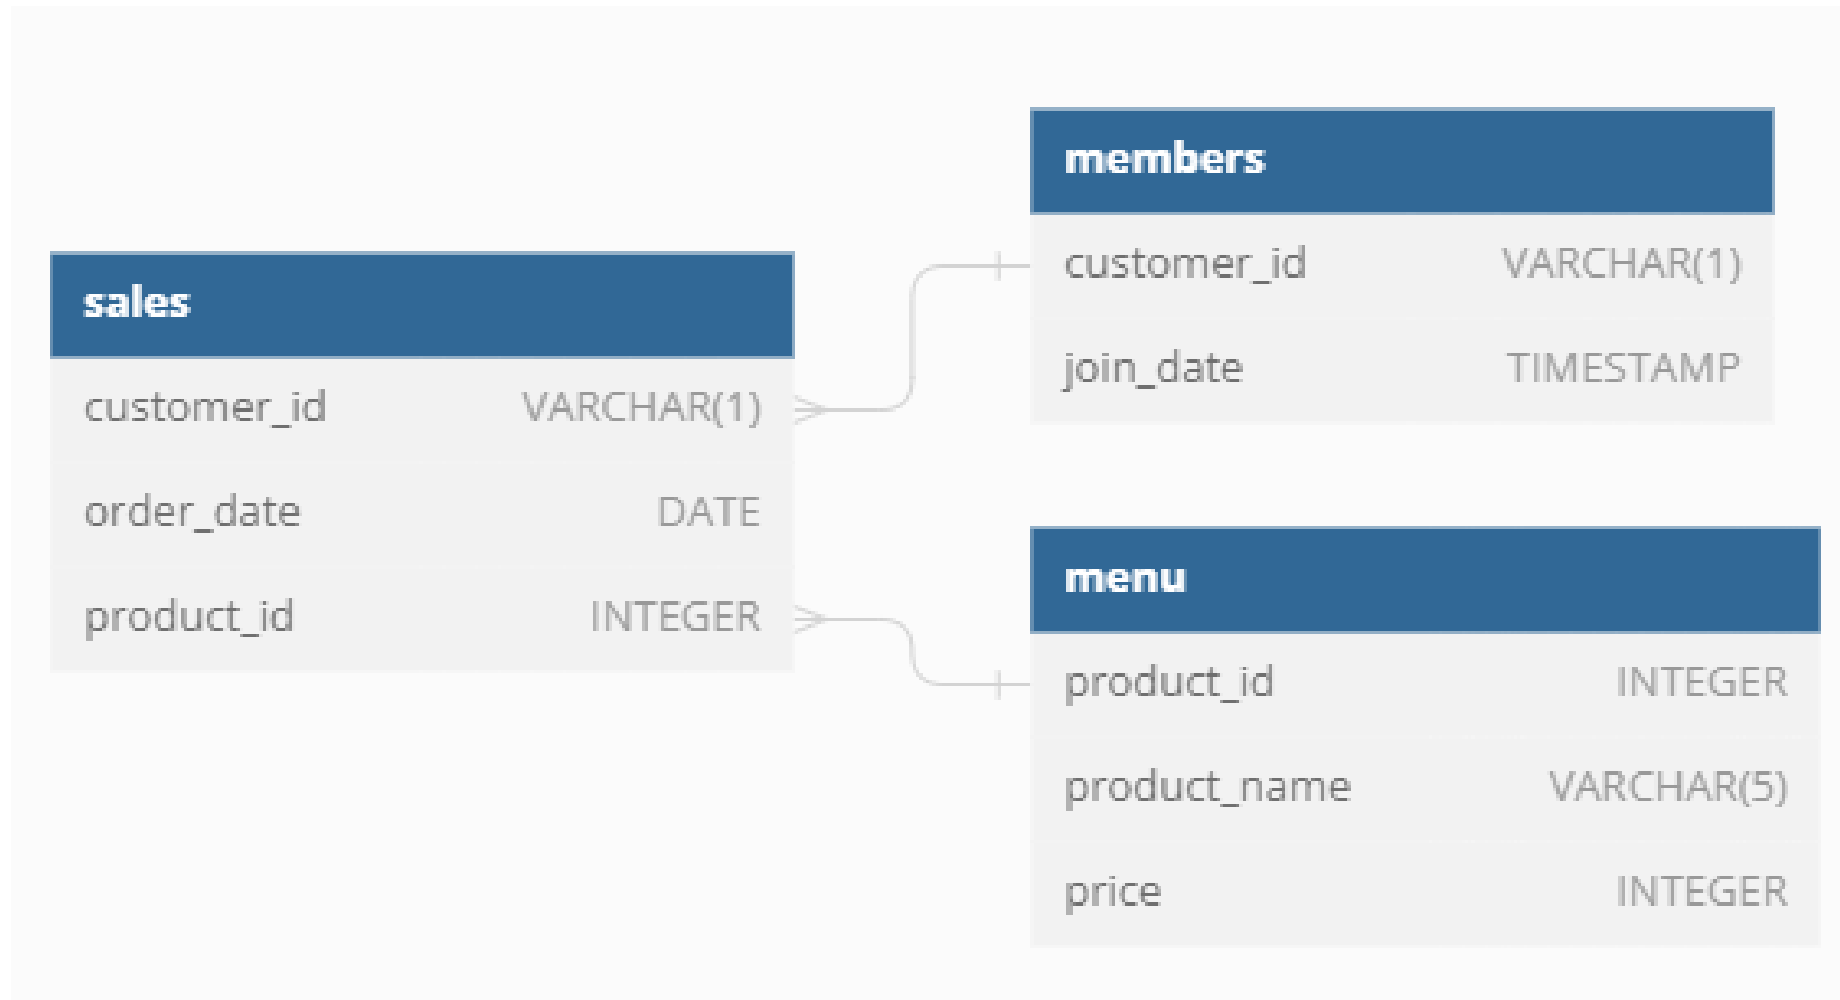 sales
customer_id VARCHAR(1)
order_date DATE
product_id INTEGER
members
customer_id VARCHAR(1)
join_date TIMESTAMP
menu
product_id INTEGER
product_name VARCHAR(5)
price INTEGER